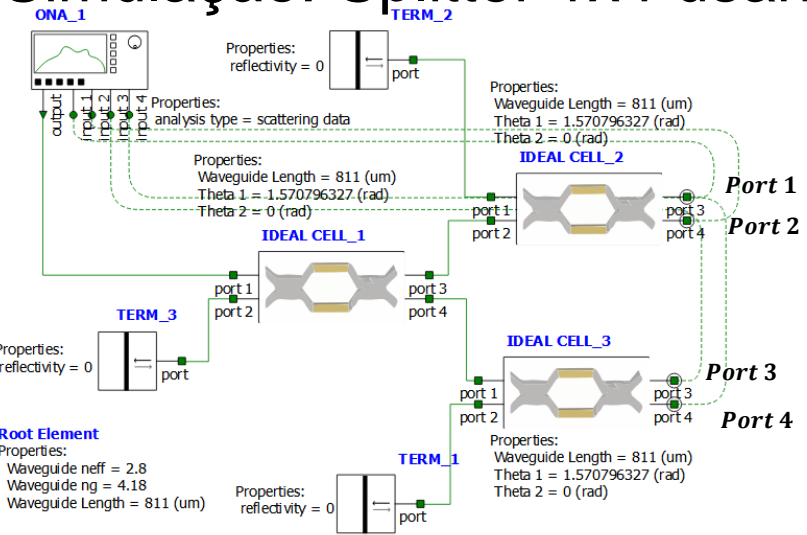 ONA_1
TERM_2
Properties:
reflectivity = 0
port
output
input 1
input 2
input 3
input 4
Properties:
analysis type = scattering data
Properties:
Waveguide Length = 811 (um)
Theta 1 = 1.570796327 (rad)
Theta 2 = 0 (rad)
IDEAL CELL_2
Properties:
Waveguide Length = 811 (um)
Theta 1 = 1.570796327 (rad)
Theta 2 = 0 (rad)
port 1
port 2
port 3
port 4
Port 1
Port 2
IDEAL CELL_1
port 1
port 2
port 3
port 4
TERM_3
Properties:
reflectivity = 0
port
IDEAL CELL_3
port 1
port 2
port 3
port 4
Port 3
Port 4
Properties:
Waveguide Length = 811 (um)
Theta 1 = 1.570796327 (rad)
Theta 2 = 0 (rad)
Root Element
Properties:
Waveguide neff = 2.8
Waveguide ng = 4.18
Waveguide Length = 811 (um)
TERM_1
Properties:
reflectivity = 0
port